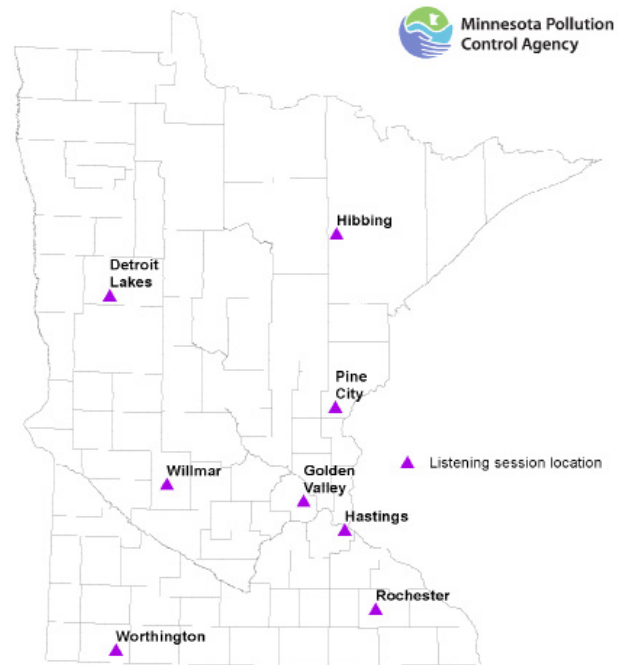 Minnesota Pollution
Control Agency
Hibbing
Detroit
Lakes
Pine
City
Willmar
Golden
Valley
Listening session location
Hastings
Rochester
Worthington